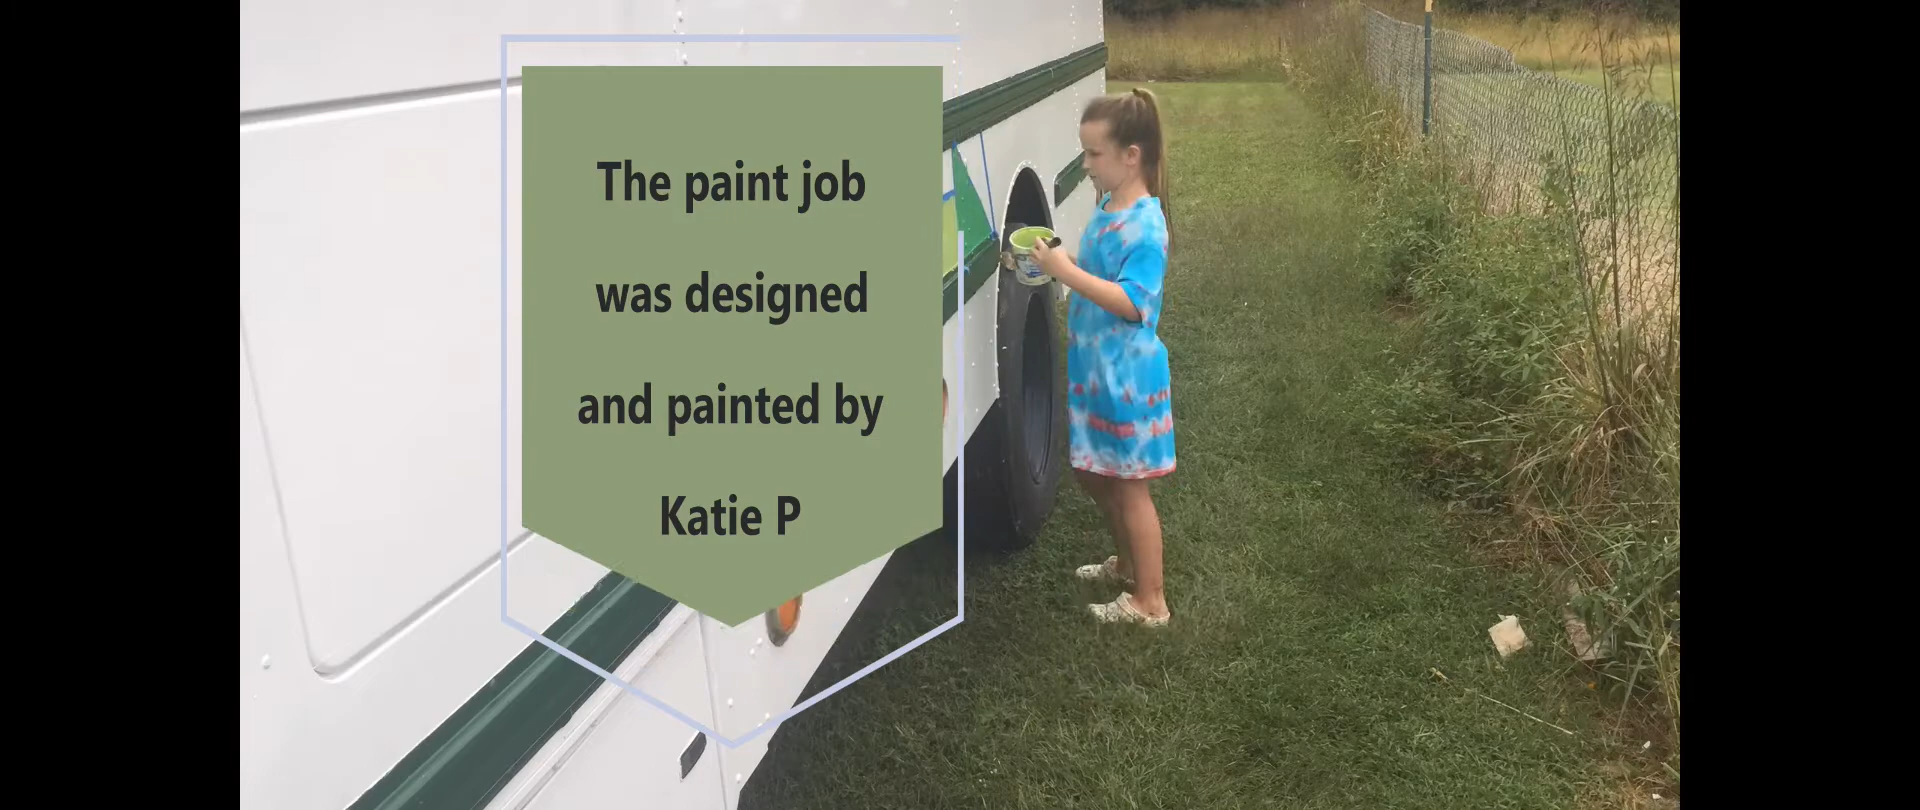 The paint job
was designed
and painted by
Katie P